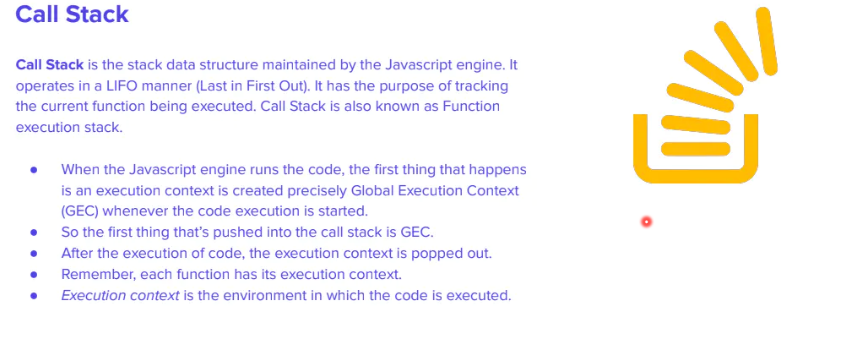 Call Stack
Call Stack is the stack data structure maintained by the Javascript engine. It
operates in a LIFO manner (Last in First Out). It has the purpose of tracking
the current function being executed. Call Stack is also known as Function
execution stack.
● When the Javascript engine runs the code, the first thing that happens
is an execution context is created precisely Global Execution Context
(GEC) whenever the code execution is started.
● So the first thing that's pushed into the call stack is GEC.
● After the execution of code, the execution context is popped out.
● Remember, each function has its execution context.
● Execution context is the environment in which the code is executed.